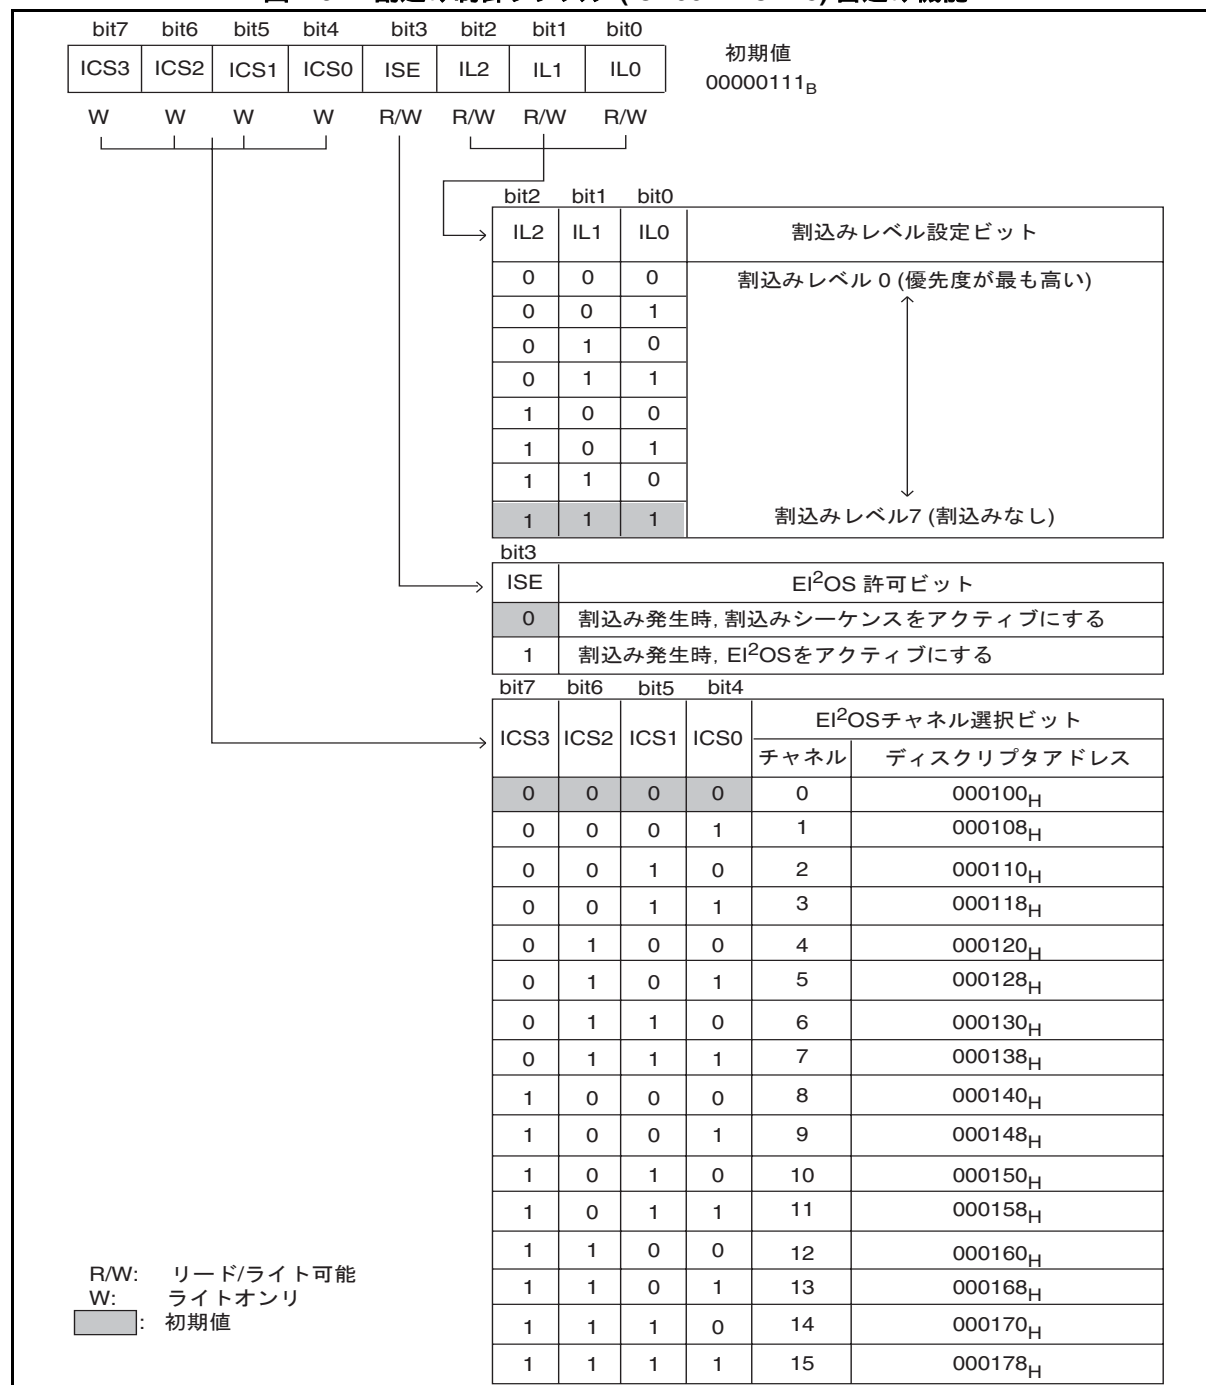 bit7 bit6 bit5 bit4 bit3 bit2 bit1 bit0
ICS3 ICS2 ICS1 ICS0 ISE IL2 IL1 IL0
初期値
00000111B
W W W W R/W R/W R/W R/W
bit2 bit1 bit0
IL2 IL1 IL0 割込みレベル設定ビット
0 0 0 割込みレベル 0 (優先度が最も高い)
0 0 1
0 1 0
0 1 1
1 0 0
1 0 1
1 1 0
1 1 1 割込みレベル7 (割込みなし)
bit3
ISE EI2OS 許可ビット
0 割込み発生時, 割込みシーケンスをアクティブにする
1 割込み発生時, EI2OSをアクティブにする
bit7 bit6 bit5 bit4
ICS3 ICS2 ICS1 ICS0 EI2OSチャネル選択ビット
チャネル ディスクリプタアドレス
0 0 0 0 0 000100H
0 0 0 1 1 000108H
0 0 1 0 2 000110H
0 0 1 1 3 000118H
0 1 0 0 4 000120H
0 1 0 1 5 000128H
0 1 1 0 6 000130H
0 1 1 1 7 000138H
1 0 0 0 8 000140H
1 0 0 1 9 000148H
1 0 1 0 10 000150H
1 0 1 1 11 000158H
1 1 0 0 12 000160H
1 1 0 1 13 000168H
1 1 1 0 14 000170H
1 1 1 1 15 000178H
R/W: リード/ライト可能
W: ライトオンリ
: 初期値